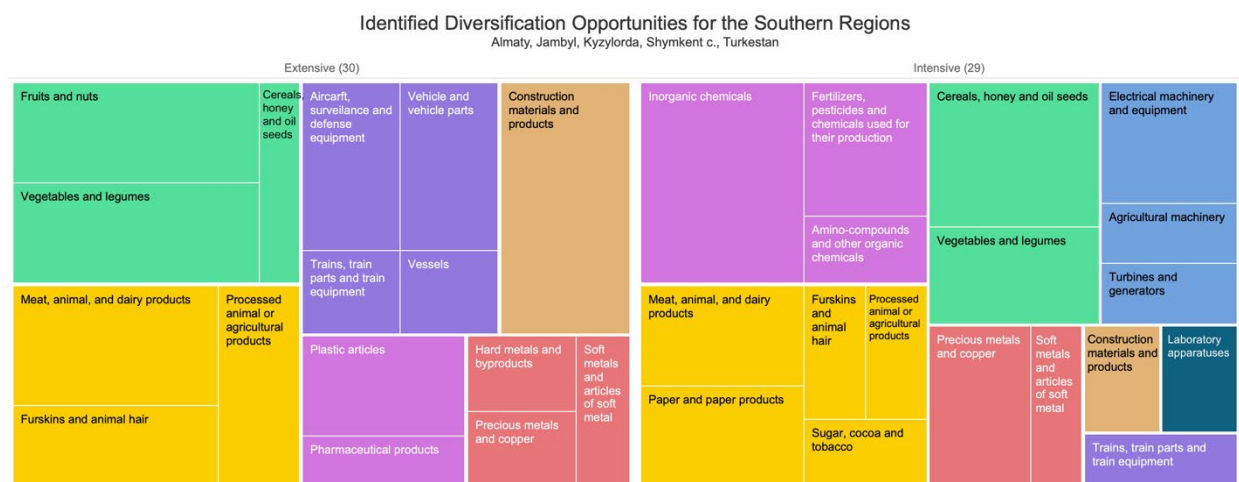 Identified Diversification Opportunities for the Southern Regions
Almaty, Jambyl, Kyzylorda, Shymkent c., Turkestan
Extensive (30)
Fruits and nuts
Vegetables and legumes
Cereals,
honey
and oil
seeds
Meat, animal, and dairy products
Furskins and animal hair
Processed
animal or
agricultural
products
Aircarft,
surveilance and
defense
equipment
Vehicle and
vehicle parts
Trains, train
parts and train
equipment
Vessels
Construction
materials and
products
Plastic articles
Pharmaceutical products
Hard metals and
byproducts
Precious metals
and copper
Soft
metals
and
articles
of soft
metal
Intensive (29)
Inorganic chemicals
Fertilizers,
pesticides and
chemicals used for
their production
Amino-compounds
and other organic
chemicals
Meat, animal, and dairy
products
Paper and paper products
Furskins
and
animal
hair
Processed
animal or
agricultural
products
Sugar, cocoa and
tobacco
Cereals, honey and oil seeds
Vegetables and legumes
Electrical machinery
and equipment
Agricultural machinery
Turbines and
generators
Precious metals
and copper
Soft
metals
and
articles
of soft
metal
Construction
materials and
products
Laboratory
apparatuses
Trains, train parts and
train equipment